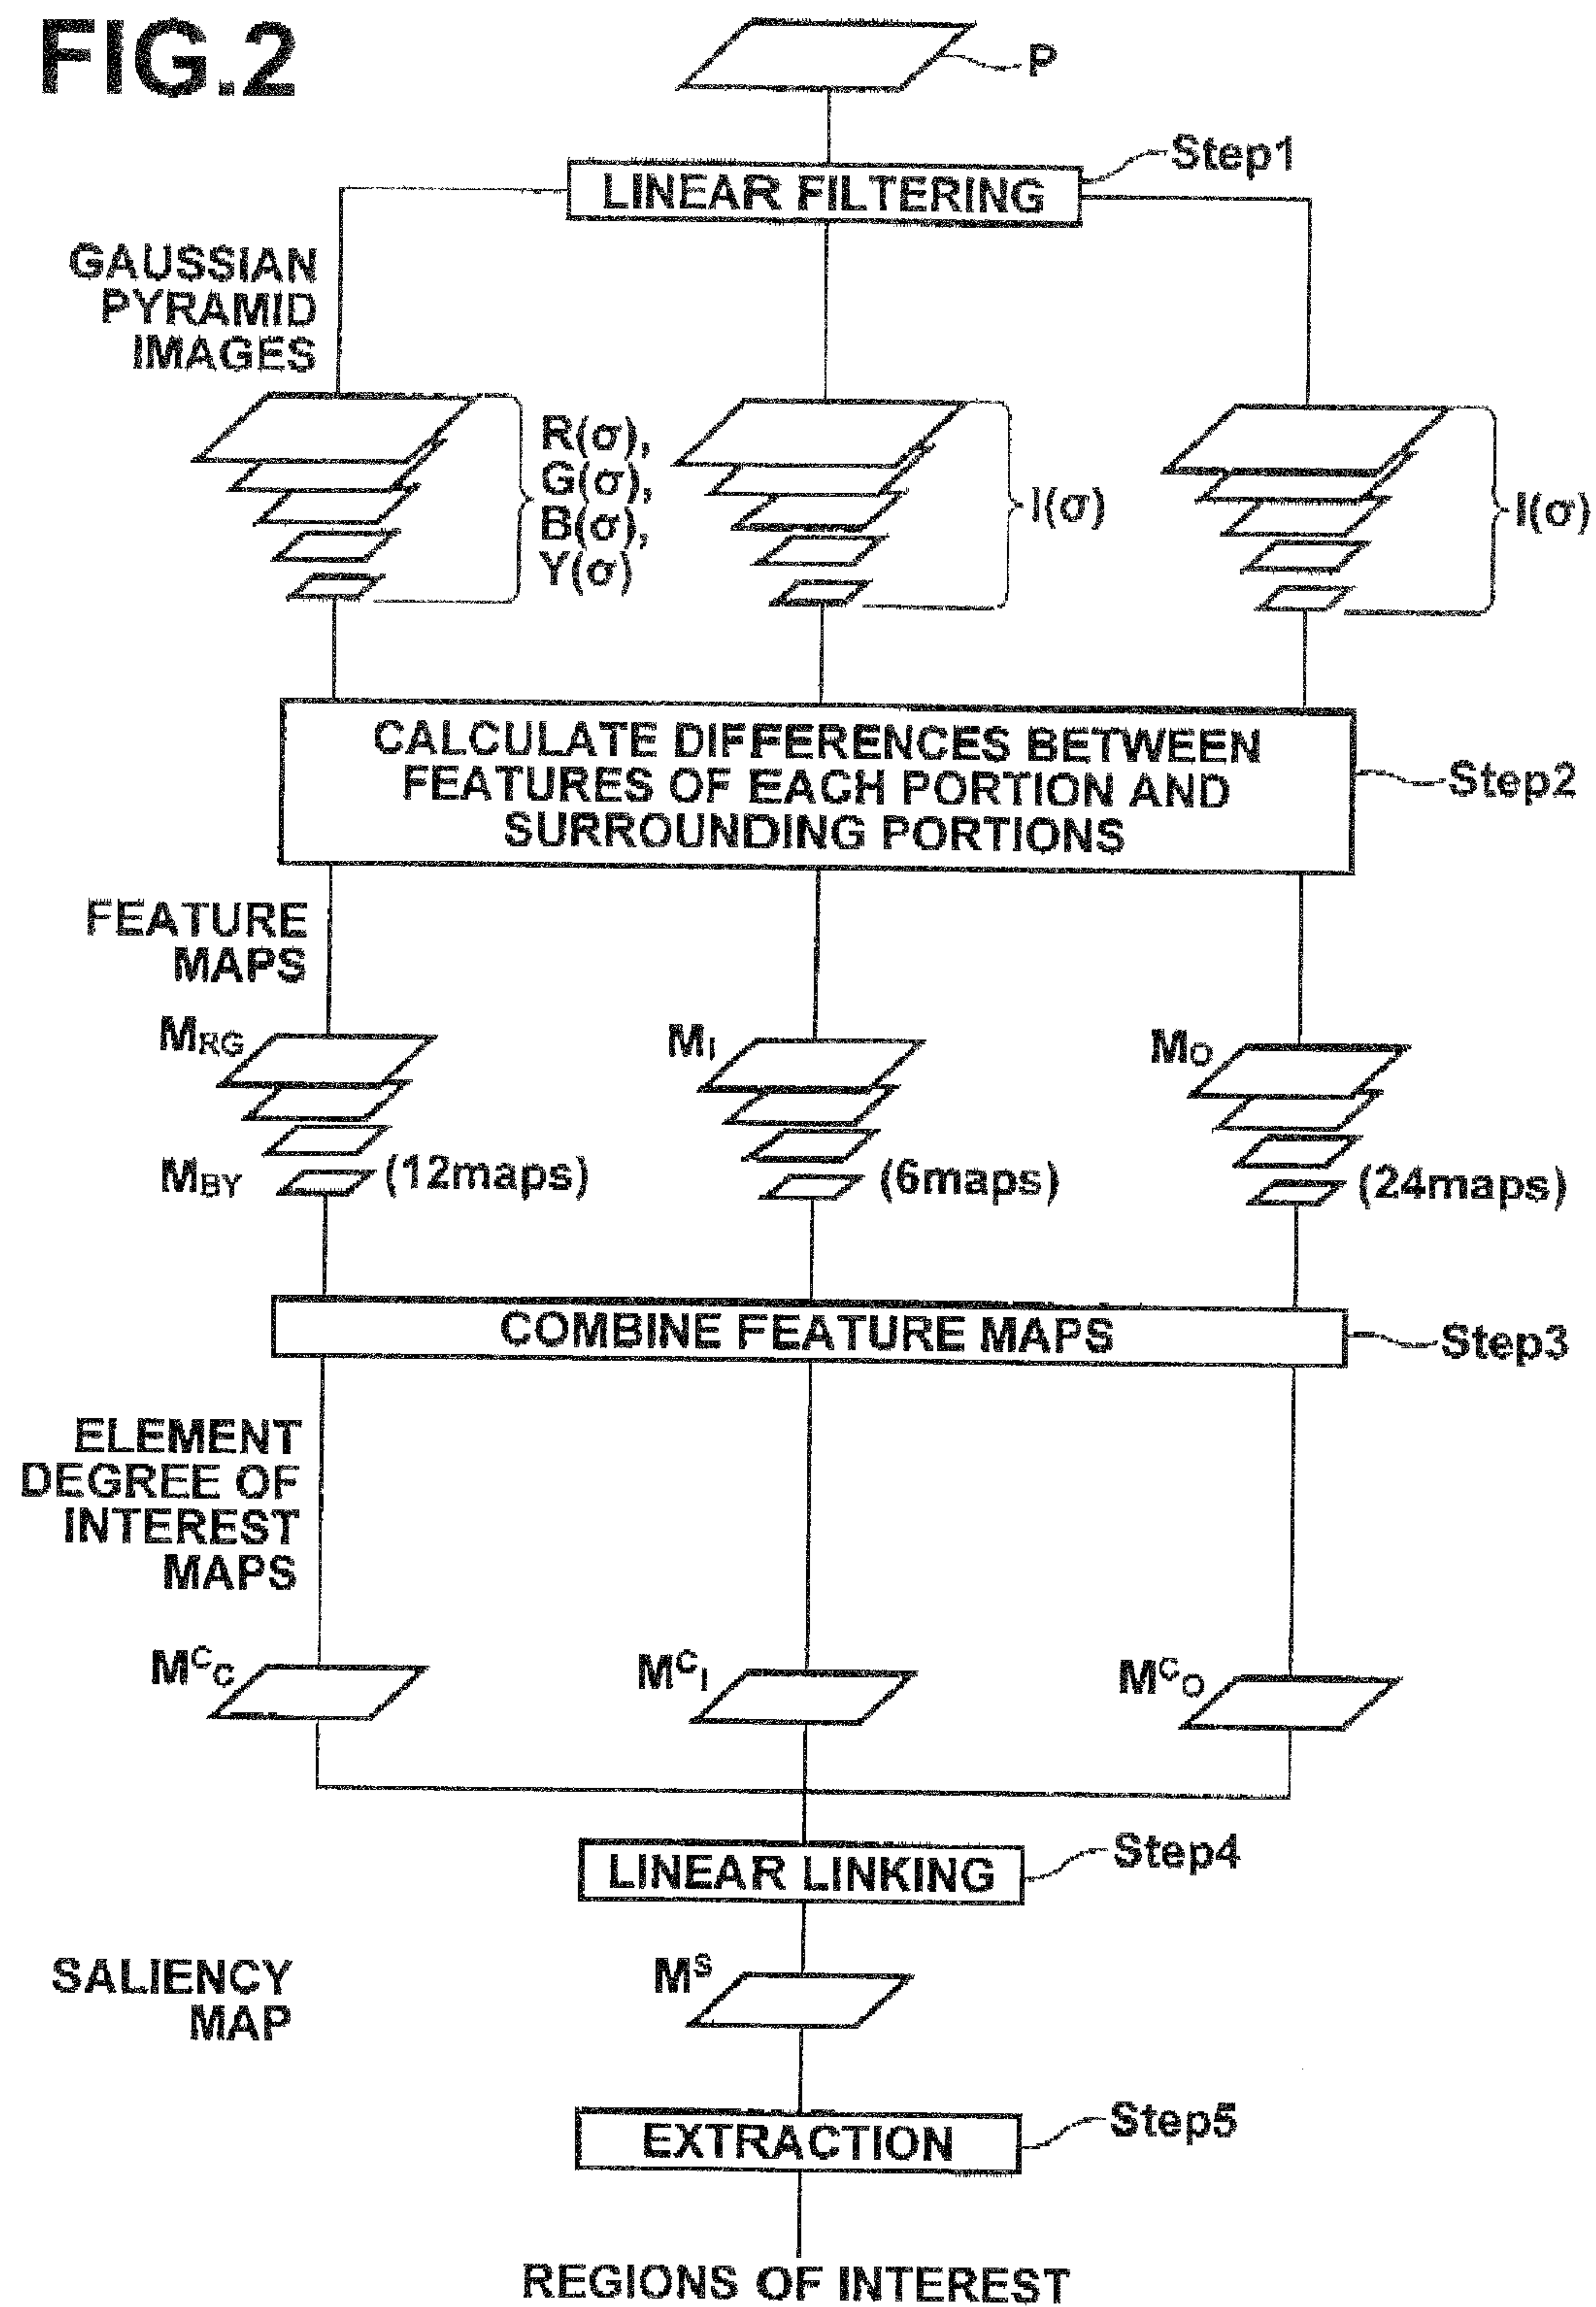 FIG.2
P
Step1
LINEAR FILTERING
GAUSSIAN
PYRAMID
IMAGES
R(σ),
G(σ),
B(σ),
Y(σ)
I(σ)
I(σ)
CALCULATE DIFFERENCES BETWEEN
FEATURES OF EACH PORTION AND
SURROUNDING PORTIONS
Step2
FEATURE
MAPS
MRG
MI
MO
MBY
(12maps)
(6maps)
(24maps)
COMBINE FEATURE MAPS
Step3
ELEMENT
DEGREE OF
INTEREST
MAPS
MCC
MCI
MCO
LINEAR LINKING
Step4
SALIENCY
MAP
MS
EXTRACTION
Step5
REGIONS OF INTEREST